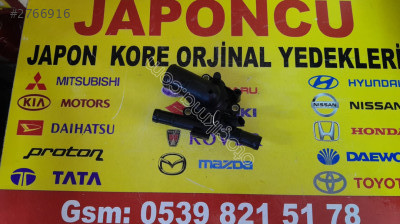 #2766916
JAPONCU
JAPON KORE ORJİNAL YEDEKLERİ
MITSUBISHI
HYUNDAI
KIA MOTORS
NISSAN
DAIHATSU
HONDA
PROTON
mazda
DAEWOO
TATA
TOYOTA
Gsm: 0539 821 51 78